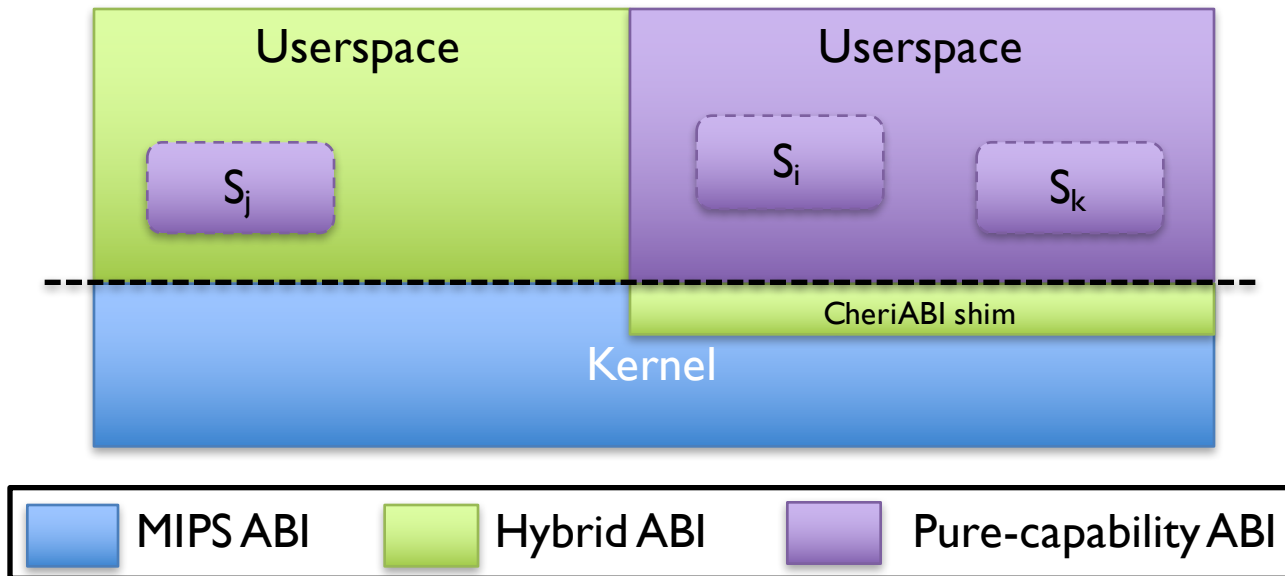 Userspace
Userspace
Sj
Si
Sk
CheriABI shim
Kernel
MIPS ABI
Hybrid ABI
Pure-capability ABI